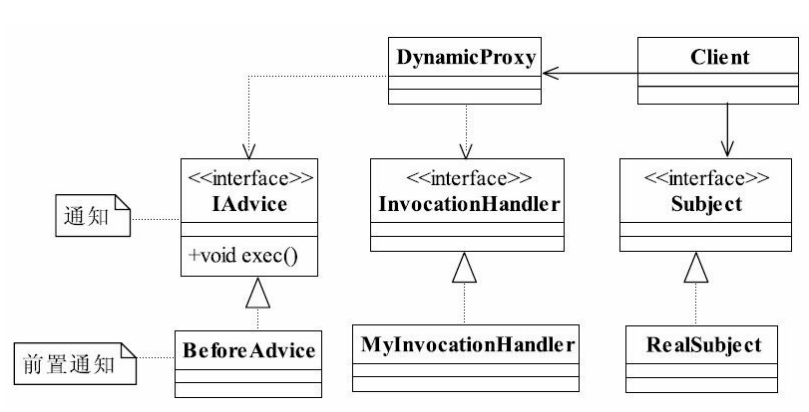 DynamicProxy
Client
<<interface>>
IAdvice
+void exec()
<<interface>>
InvocationHandler
<<interface>>
Subject
通知
前置通知
BeforeAdvice
MyInvocationHandler
RealSubject